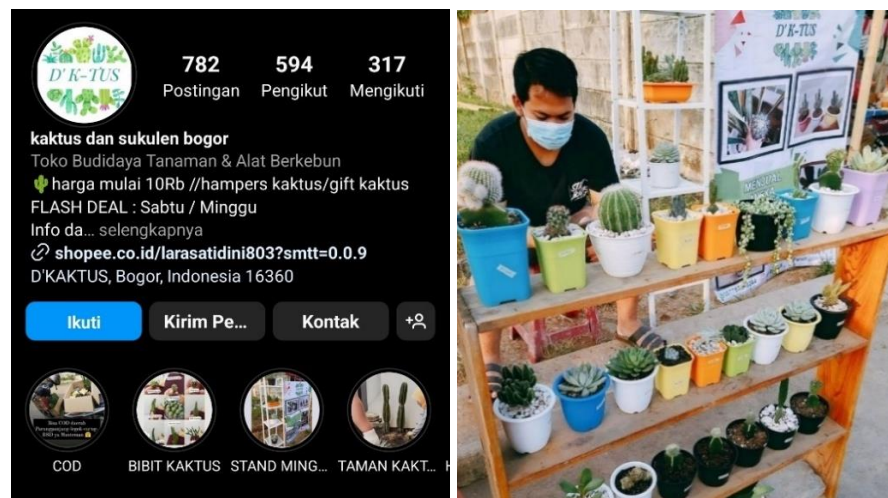 D' K-TUS
782 594 317
Postingan Pengikut Mengikuti
kaktus dan sukulen bogor
Toko Budidaya Tanaman & Alat Berkebun
🌵harga mulai 10Rb //hampers kaktus/gift kaktus
FLASH DEAL : Sabtu / Minggu
Info da... selengkapnya
shopee.co.id/larasatidini803?smtt=0.0.9
D'KAKTUS, Bogor, Indonesia 16360
Ikuti Kirim Pe... Kontak
COD BIBIT KAKTUS STAND MING... TAMAN KAKT...
D' K-TUS
MENJUAL